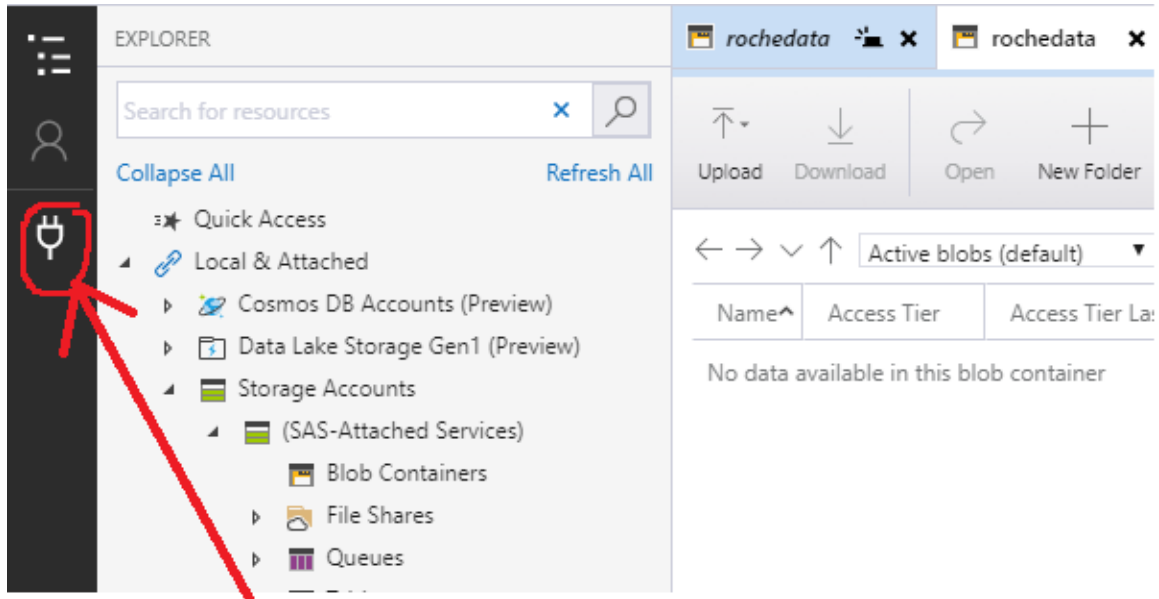 EXPLORER
Search for resources
Collapse All Refresh All
Quick Access
Local & Attached
Cosmos DB Accounts (Preview)
Data Lake Storage Gen1 (Preview)
Storage Accounts
(SAS-Attached Services)
Blob Containers
File Shares
Queues
rochedata rochedata
Upload Download Open New Folder
Active blobs (default)
Name Access Tier Access Tier Las
No data available in this blob container